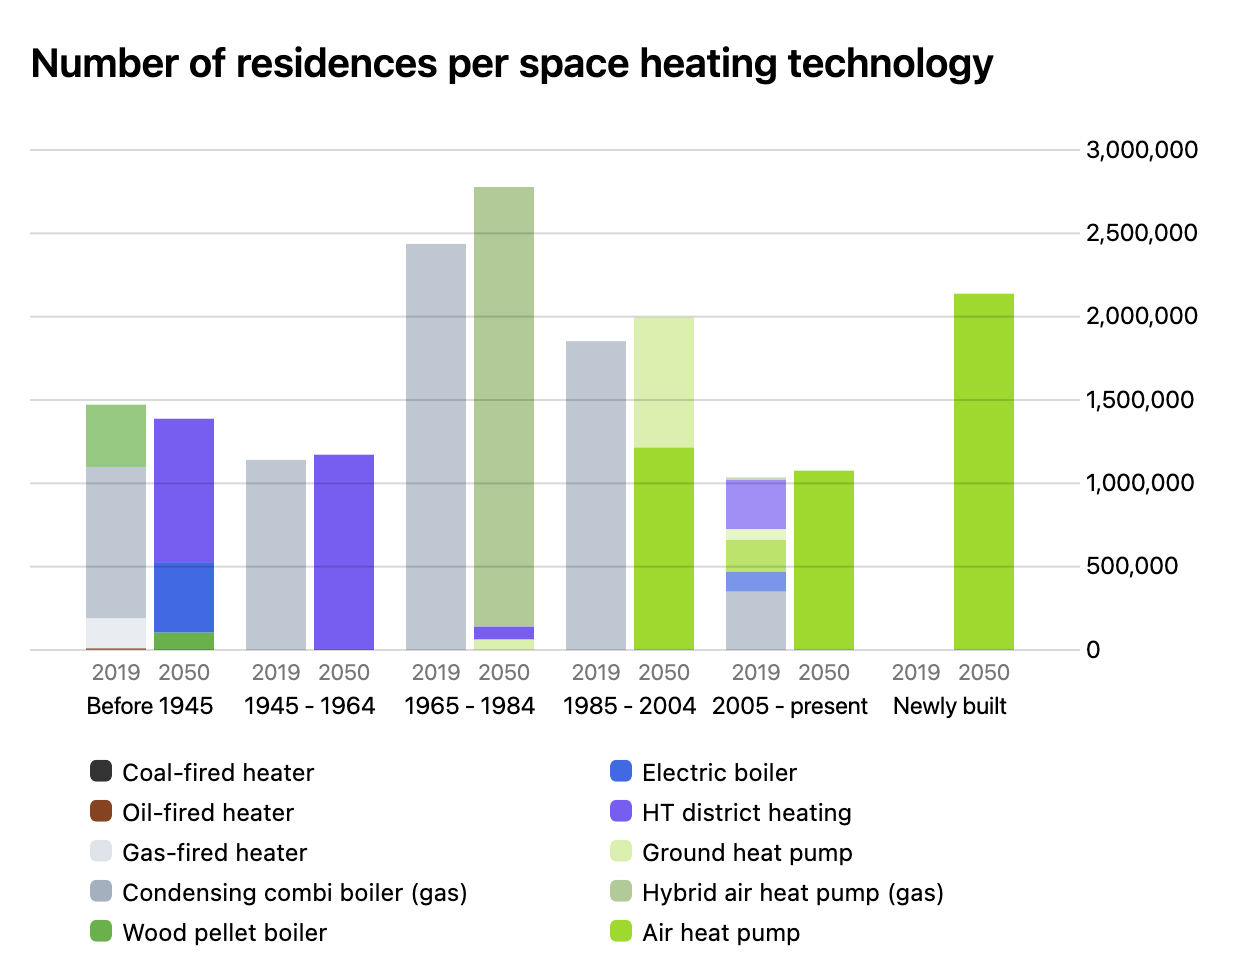 Number of residences per space heating technology
3,000,000
2,500,000
2,000,000
1,500,000
1,000,000
500,000
0
2019 2050 2019 2050 2019 2050 2019 2050 2019 2050 2019 2050
Before 1945 1945 - 1964 1965 - 1984 1985 - 2004 2005 - present Newly built
Coal-fired heater
Oil-fired heater
Gas-fired heater
Condensing combi boiler (gas)
Wood pellet boiler
Electric boiler
HT district heating
Ground heat pump
Hybrid air heat pump (gas)
Air heat pump